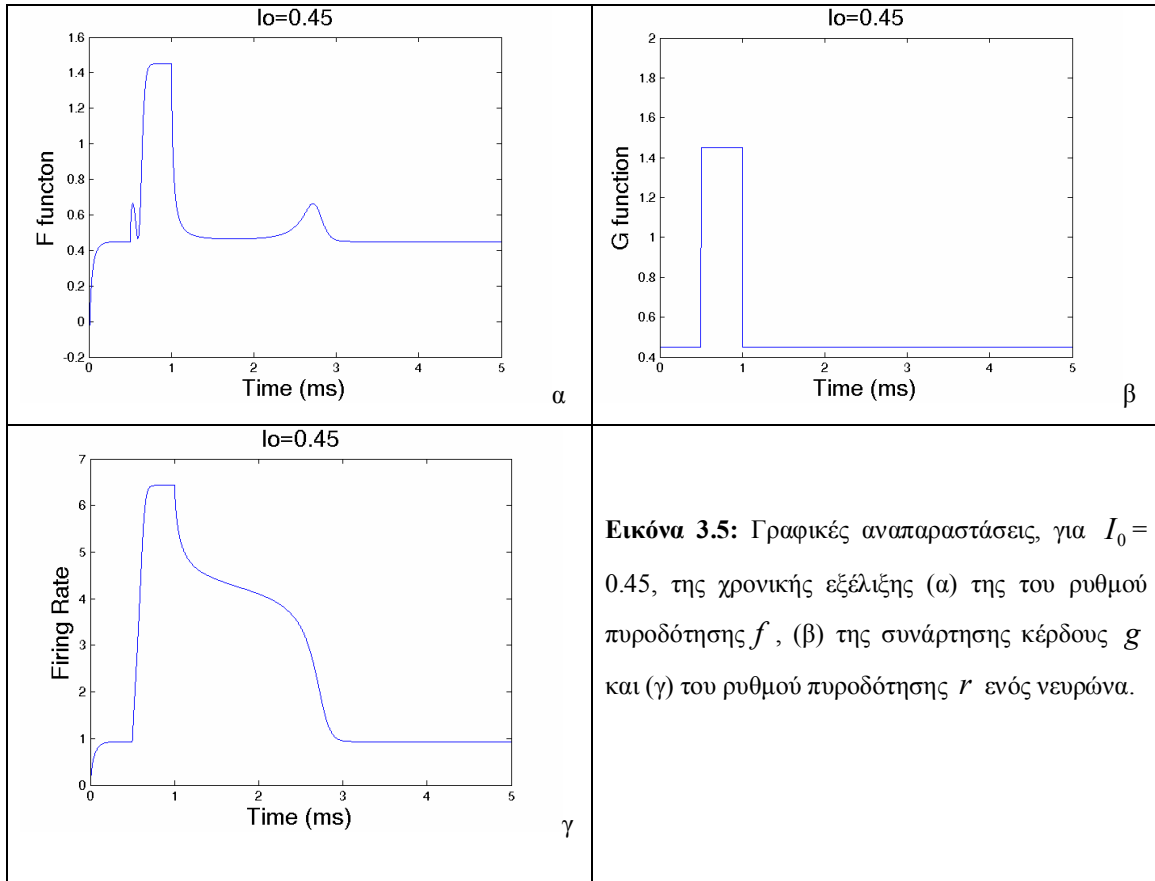 Io=0.45
1.6
1.4
1.2
1
0.8
0.6
0.4
0.2
0
-0.2
F functon
0 1 2 3 4 5
Time (ms)
α
Io=0.45
2
1.8
1.6
1.4
1.2
1
0.8
0.6
0.4
G function
0 1 2 3 4 5
Time (ms)
β
Io=0.45
7
6
5
4
3
2
1
0
Firing Rate
0 1 2 3 4 5
Time (ms)
γ
Εικόνα 3.5: Γραφικές αναπαραστάσεις, για I₀ =
0.45, της χρονικής εξέλιξης (α) της του ρυθμού
πυροδότησης f , (β) της συνάρτησης κέρδους g
και (γ) του ρυθμού πυροδότησης r ενός νευρώνα.